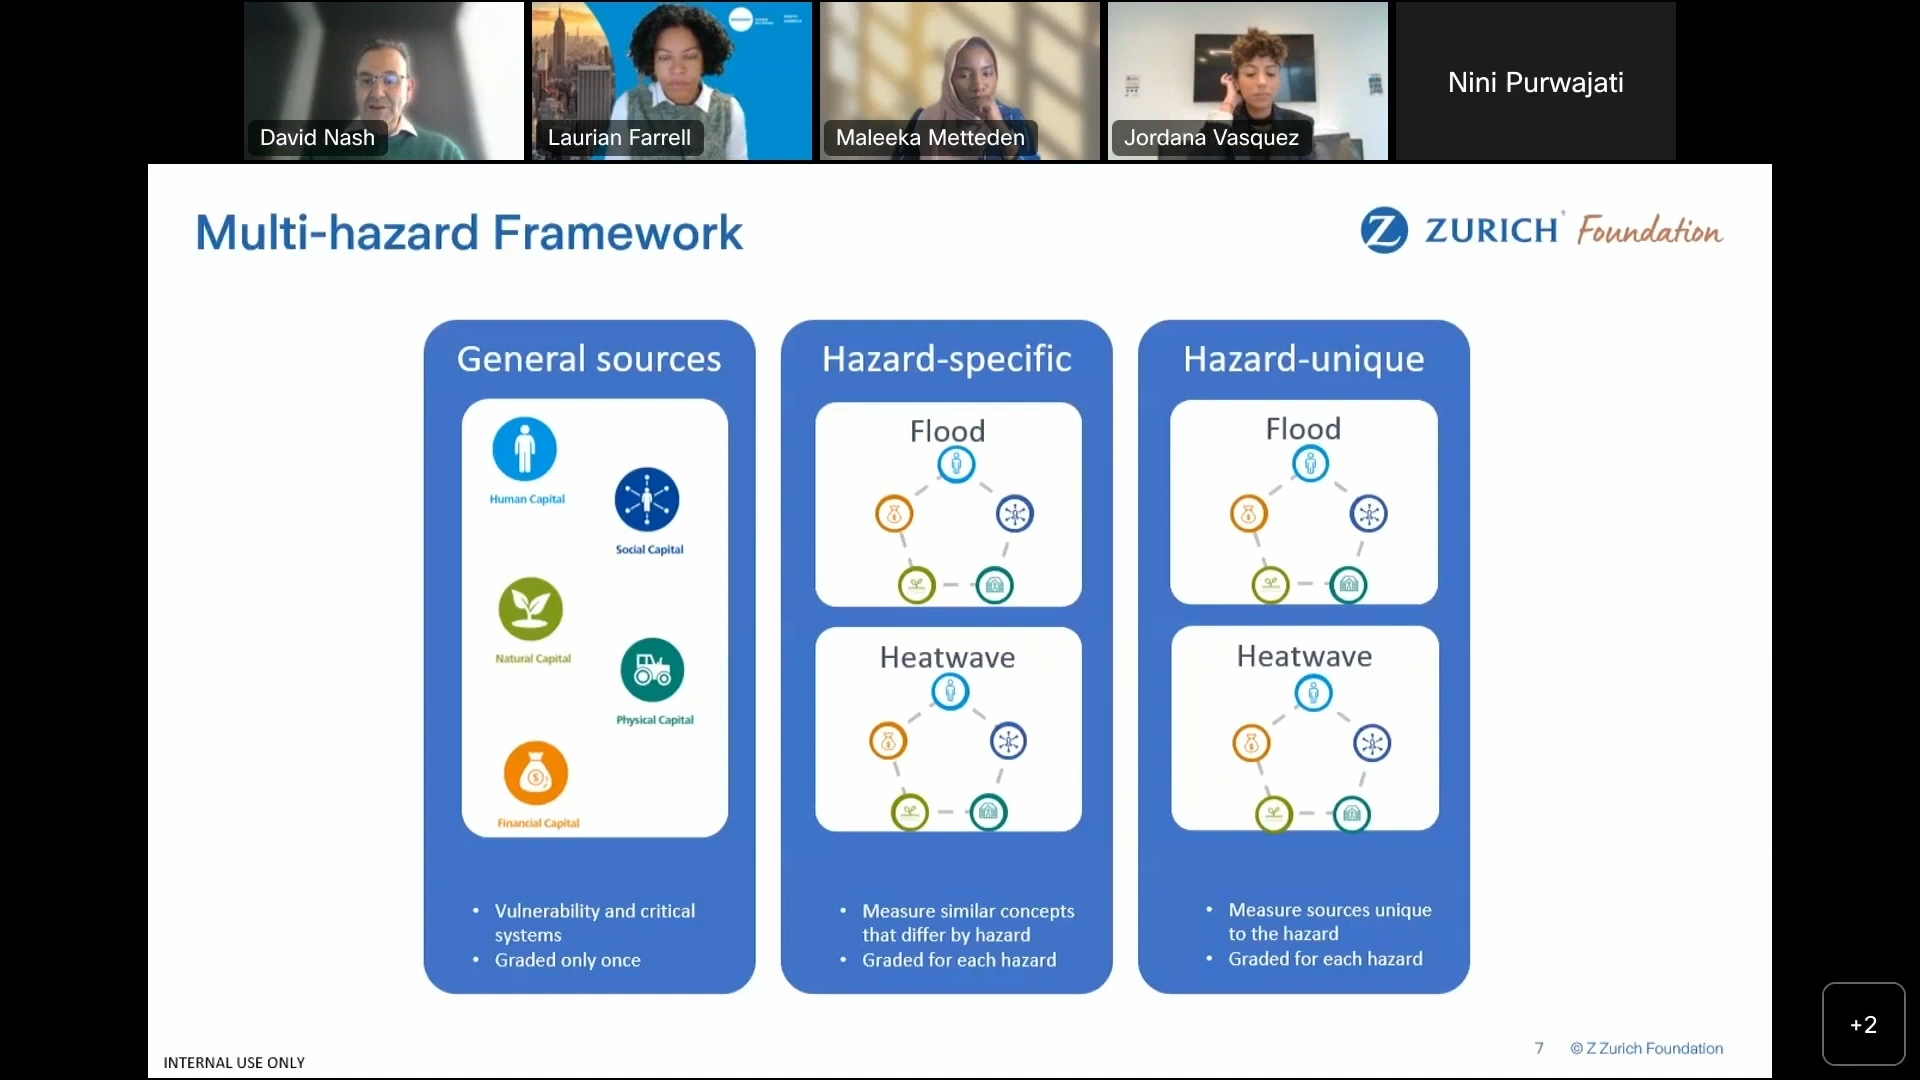 David Nash
Laurian Farrell
Maleeka Metteden
Jordana Vasquez
Nini Purwajati
Multi-hazard Framework
Z ZURICH Foundation
General sources
Human Capital
Social Capital
Natural Capital
Physical Capital
Financial Capital
• Vulnerability and critical
systems
• Graded only once
Hazard-specific
Flood
Heatwave
• Measure similar concepts
that differ by hazard
• Graded for each hazard
Hazard-unique
Flood
Heatwave
• Measure sources unique
to the hazard
• Graded for each hazard
INTERNAL USE ONLY
7 © Z Zurich Foundation
+2